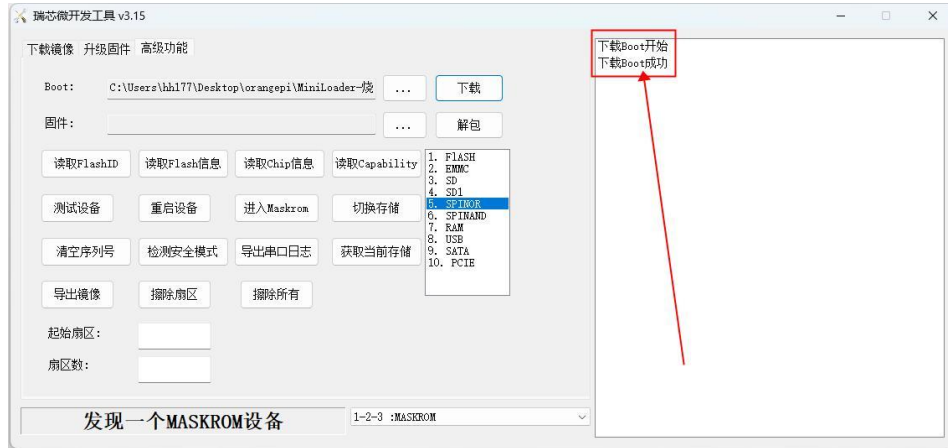 瑞芯微开发工具 v3.15
下载镜像 升级固件 高级功能
Boot: C:\Users\hh177\Desktop\orangepi\MiniLoader-烧 ... 下载
固件: ... 解包
读取FlashID 读取Flash信息 读取Chip信息 读取Capability
测试设备 重启设备 进入Maskrom 切换存储
清空序列号 检测安全模式 导出串口日志 获取当前存储
导出镜像 擦除扇区 擦除所有
1. FlASH
2. EMMC
3. SD
4. SD1
5. SPINOR
6. SPINAND
7. RAM
8. USB
9. SATA
10. PCIE
起始扇区:
扇区数:
发现一个MASKROM设备 1-2-3 :MASKROM
下载Boot开始
下载Boot成功